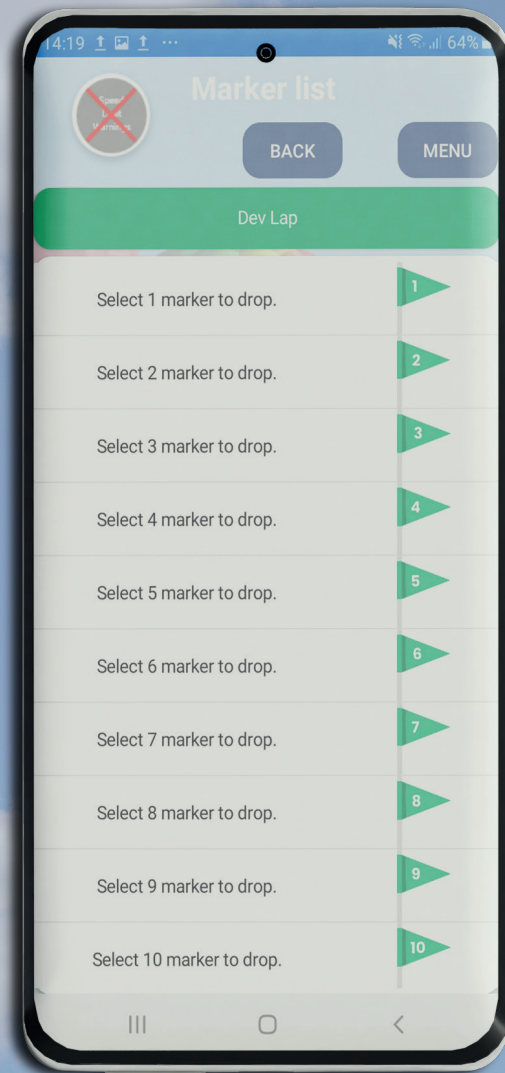 14:19 64%
Marker list
Speed
Limit
Warnings
BACK MENU
Dev Lap
Select 1 marker to drop. 1
Select 2 marker to drop. 2
Select 3 marker to drop. 3
Select 4 marker to drop. 4
Select 5 marker to drop. 5
Select 6 marker to drop. 6
Select 7 marker to drop. 7
Select 8 marker to drop. 8
Select 9 marker to drop. 9
Select 10 marker to drop. 10